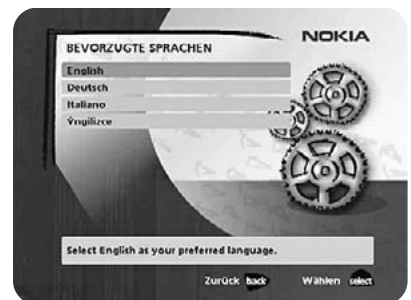 NOKIA
BEVORZUGTE SPRACHEN
English
Deutsch
Italiano
Ýngilizce
Select English as your preferred language.
Zurück back Wählen select